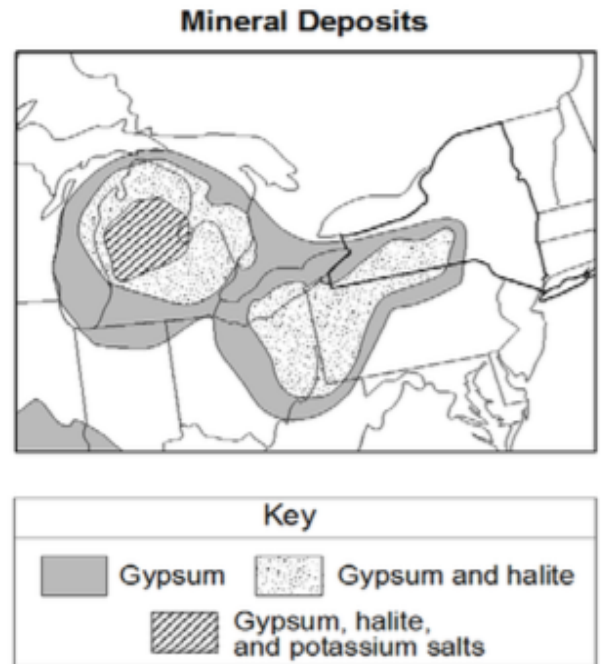 Mineral Deposits
Key
Gypsum
Gypsum and halite
Gypsum, halite,
and potassium salts